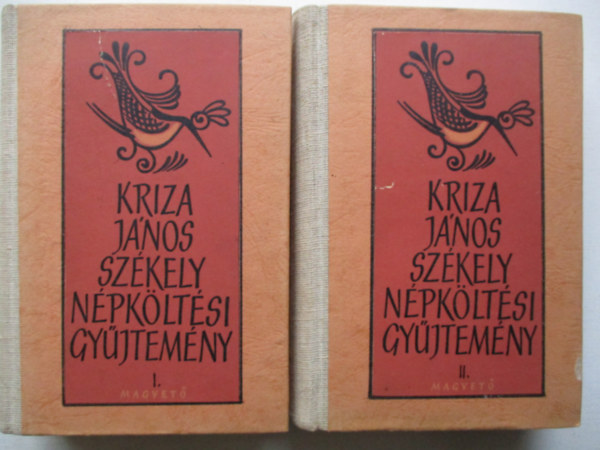 KRIZA
JÁNOS
SZÉKELY
NÉPKÖLTÉSI
GYŰJTEMÉNY
I.
MAGVETŐ
KRIZA
JÁNOS
SZÉKELY
NÉPKÖLTÉSI
GYŰJTEMÉNY
II.
MAGVETŐ